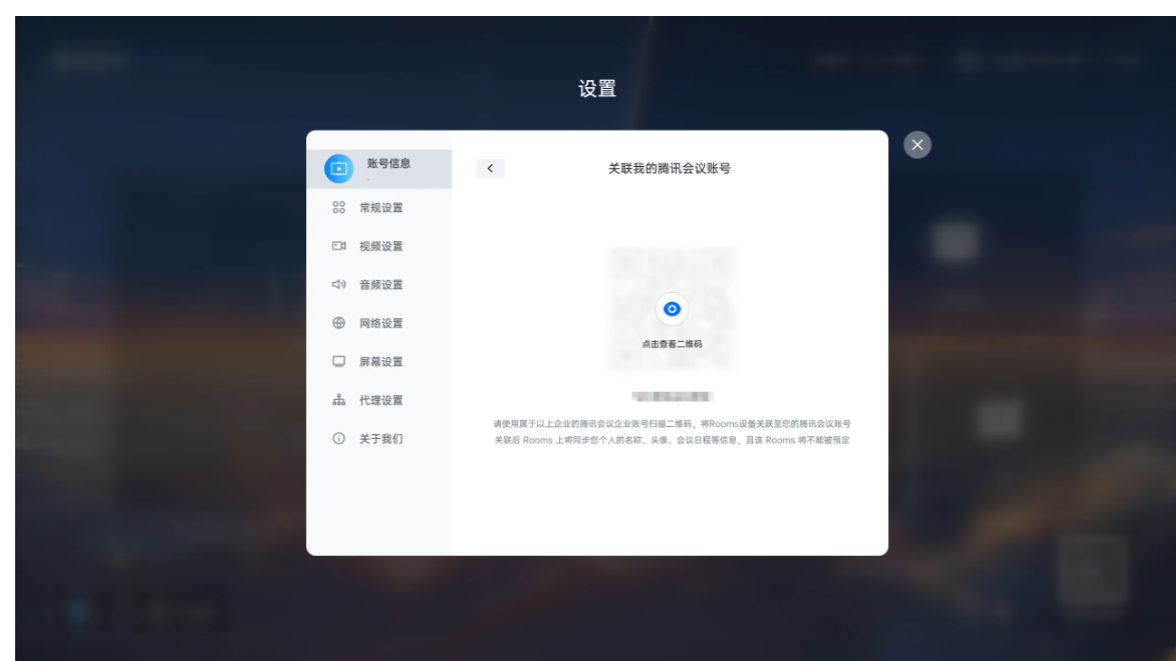 设置
账号信息
关联我的腾讯会议账号
常规设置
视频设置
音频设置
网络设置
点击查看二维码
屏幕设置
代理设置
请使用属于以上企业的腾讯会议企业账号扫描二维码，将Rooms设备关联至您的腾讯会议账号
关联后 Rooms 上将同步您个人的名称、头像、会议日程等信息，且该 Rooms 将不能被预定
关于我们